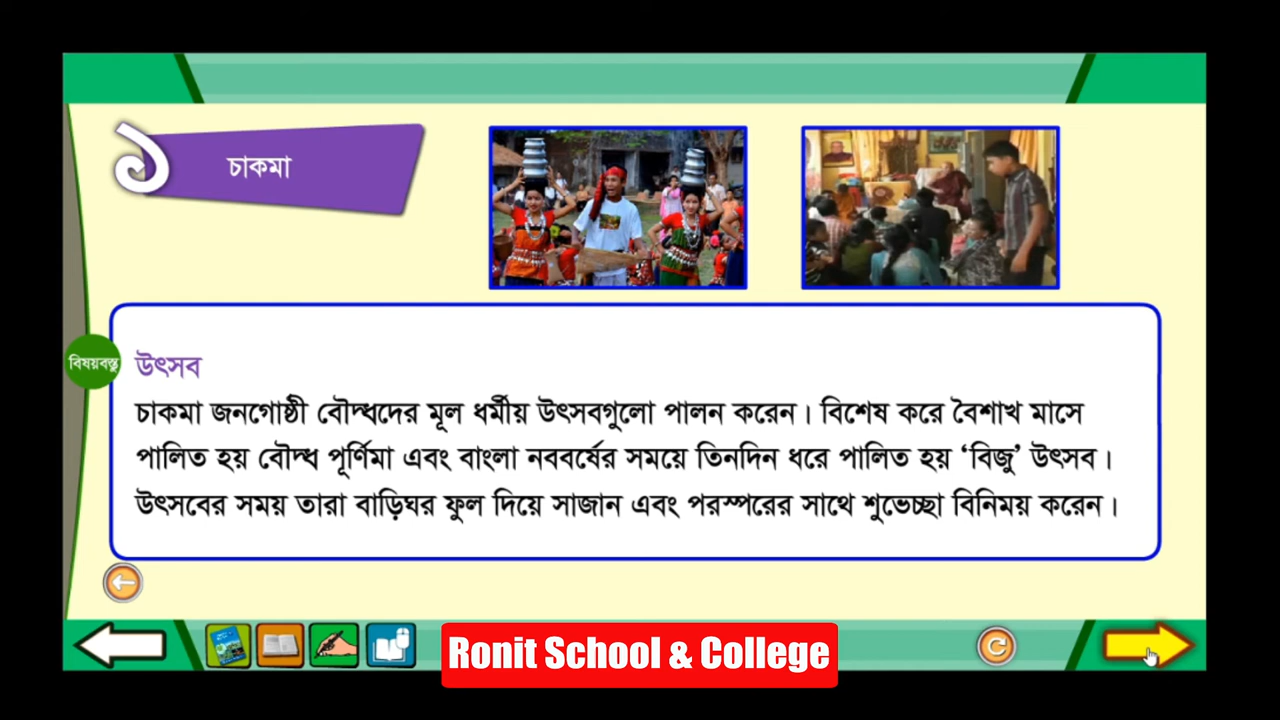 ১
চাকমা
বিষয়বস্তু
উৎসব
চাকমা জনগোষ্ঠী বৌদ্ধদের মূল ধর্মীয় উৎসবগুলো পালন করেন। বিশেষ করে বৈশাখ মাসে
পালিত হয় বৌদ্ধ পূর্ণিমা এবং বাংলা নববর্ষের সময়ে তিনদিন ধরে পালিত হয় ‘বিজু’ উৎসব।
উৎসবের সময় তারা বাড়িঘর ফুল দিয়ে সাজান এবং পরস্পরের সাথে শুভেচ্ছা বিনিময় করেন।
Ronit School & College